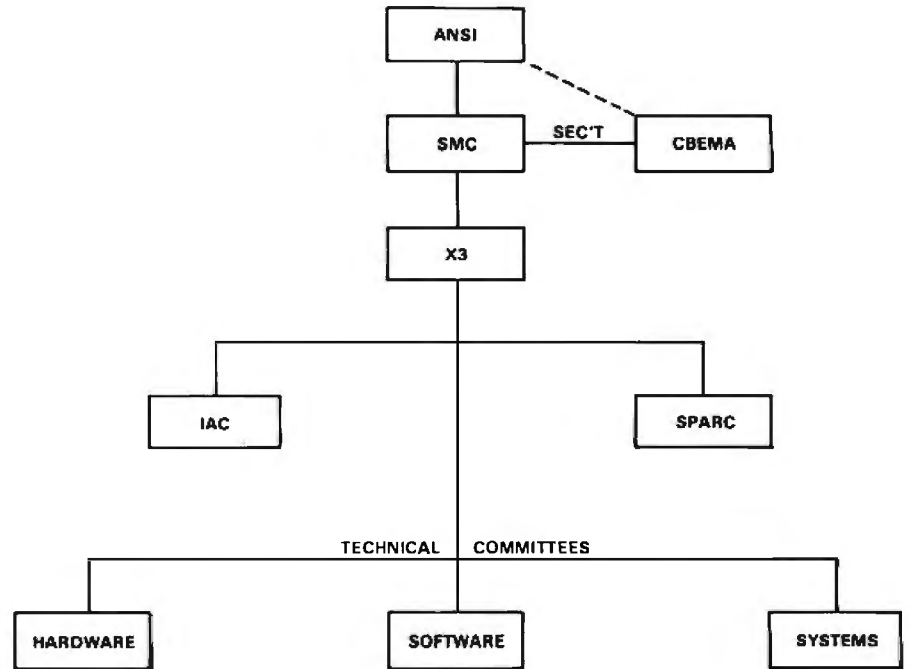 ANSI
SMC
SEC'T
CBEMA
X3
IAC
SPARC
TECHNICAL COMMITTEES
HARDWARE
SOFTWARE
SYSTEMS